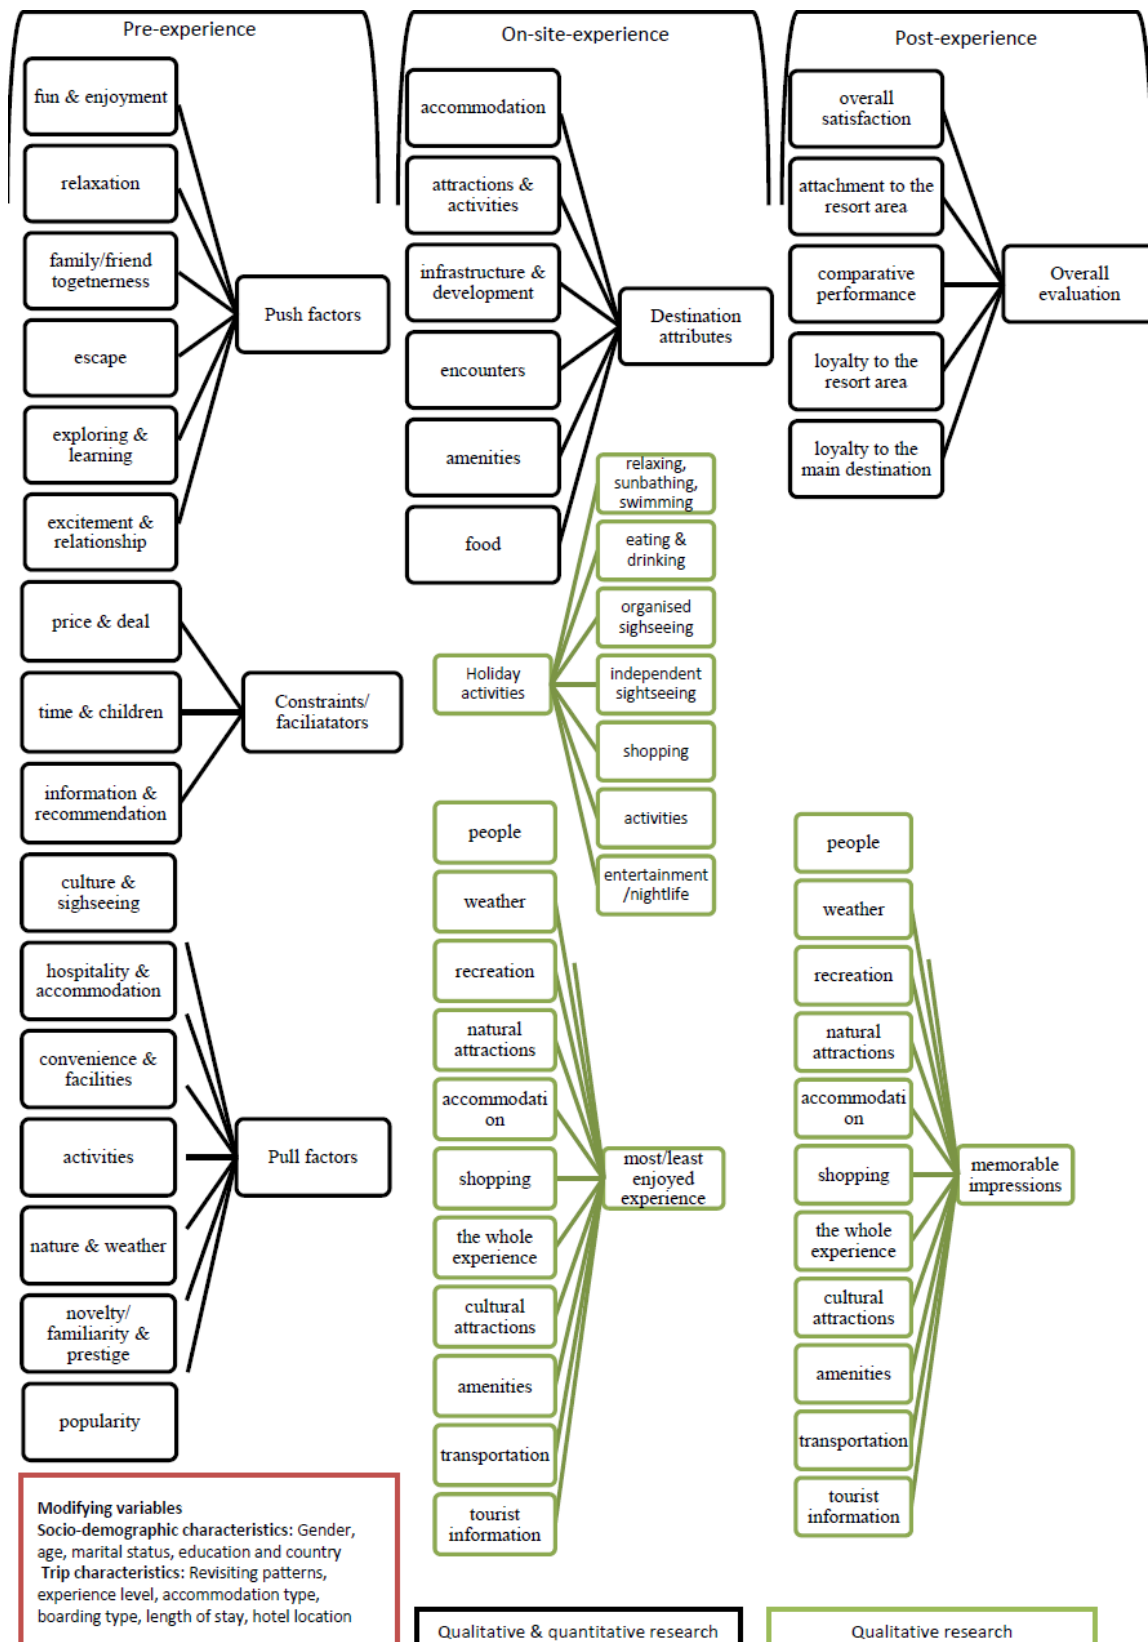 Pre-experience
fun & enjoyment
relaxation
family/friend
togetnerness
escape
exploring &
learning
excitement &
relationship
Push factors
price & deal
time & children
information &
recommendation
Constraints/
faciliatators
culture &
sighseeing
hospitality &
accommodation
convenience &
facilities
activities
nature & weather
novelty/
familiarity &
prestige
popularity
Pull factors
Modifying variables
Socio-demographic characteristics: Gender,
age, marital status, education and country
Trip characteristics: Revisiting patterns,
experience level, accommodation type,
boarding type, length of stay, hotel location
On-site-experience
accommodation
attractions &
activities
infrastructure &
development
encounters
amenities
food
Destination
attributes
Holiday
activities
relaxing,
sunbathing,
swimming
eating &
drinking
organised
sighseeing
independent
sightseeing
shopping
activities
entertainment
/nightlife
people
weather
recreation
natural
attractions
accommodati
on
shopping
the whole
experience
cultural
attractions
amenities
transportation
tourist
information
most/least
enjoyed
experience
Qualitative & quantitative research
Post-experience
overall
satisfaction
attachment to the
resort area
comparative
performance
loyalty to the
resort area
loyalty to the
main destination
Overall
evaluation
people
weather
recreation
natural
attractions
accommodati
on
shopping
the whole
experience
cultural
attractions
amenities
transportation
tourist
information
memorable
impressions
Qualitative research